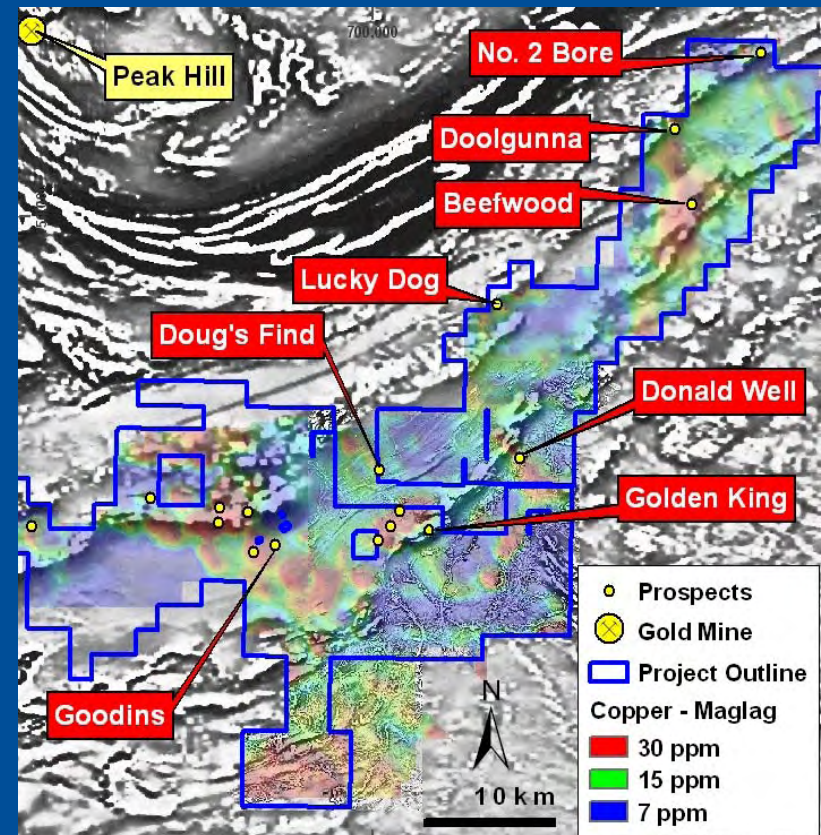 700,000
Peak Hill
No. 2 Bore
Doolgunna
Beefwood
Lucky Dog
Doug's Find
Donald Well
Golden King
Goodins
Prospects
Gold Mine
Project Outline
Copper - Maglag
30 ppm
15 ppm
7 ppm
N
10 km